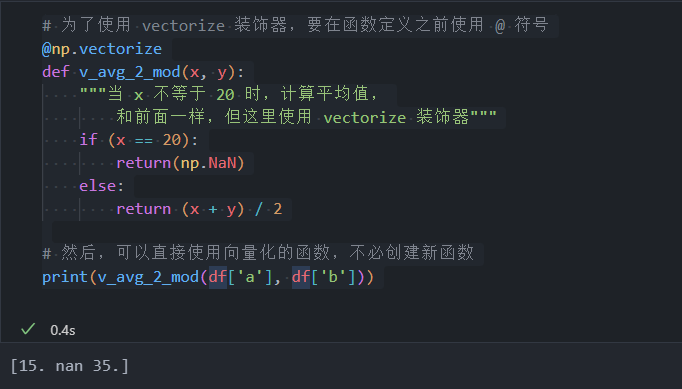 # 为了使用 vectorize 装饰器，要在函数定义之前使用 @ 符号
@np.vectorize
def v_avg_2_mod(x, y):
    """当 x 不等于 20 时，计算平均值，
        和前面一样，但这里使用 vectorize 装饰器"""
    if (x == 20):
        return(np.NaN)
    else:
        return (x + y) / 2
# 然后，可以直接使用向量化的函数，不必创建新函数
print(v_avg_2_mod(df['a'], df['b']))
0.4s
[15. nan 35.]